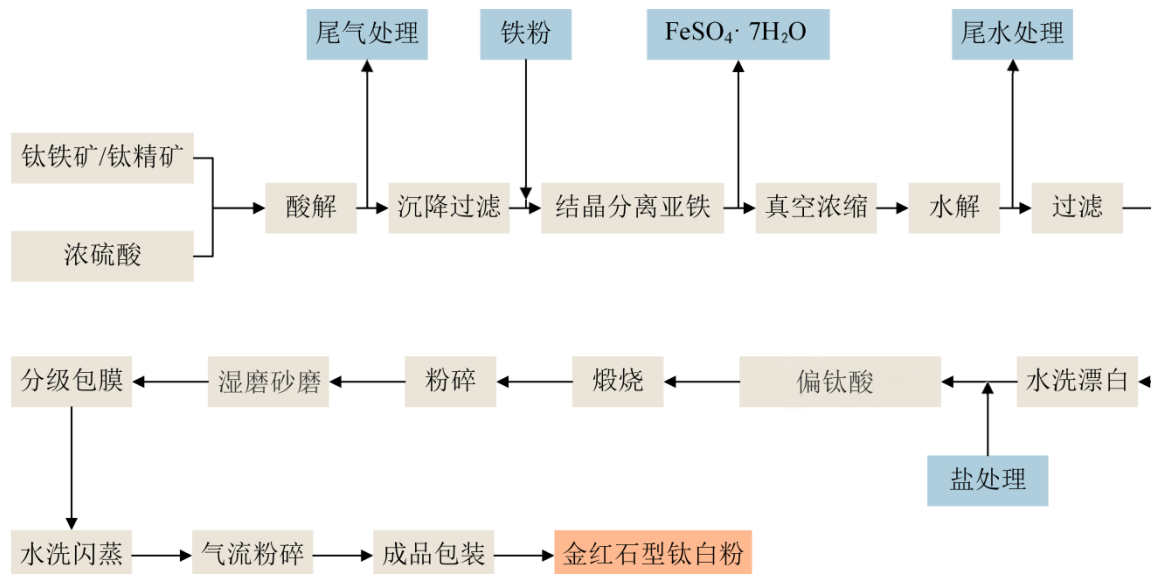 尾气处理
铁粉
FeSO₄· 7H₂O
尾水处理
钛铁矿/钛精矿
浓硫酸
酸解
沉降过滤
结晶分离亚铁
真空浓缩
水解
过滤
分级包膜
湿磨砂磨
粉碎
煅烧
偏钛酸
水洗漂白
盐处理
水洗闪蒸
气流粉碎
成品包装
金红石型钛白粉